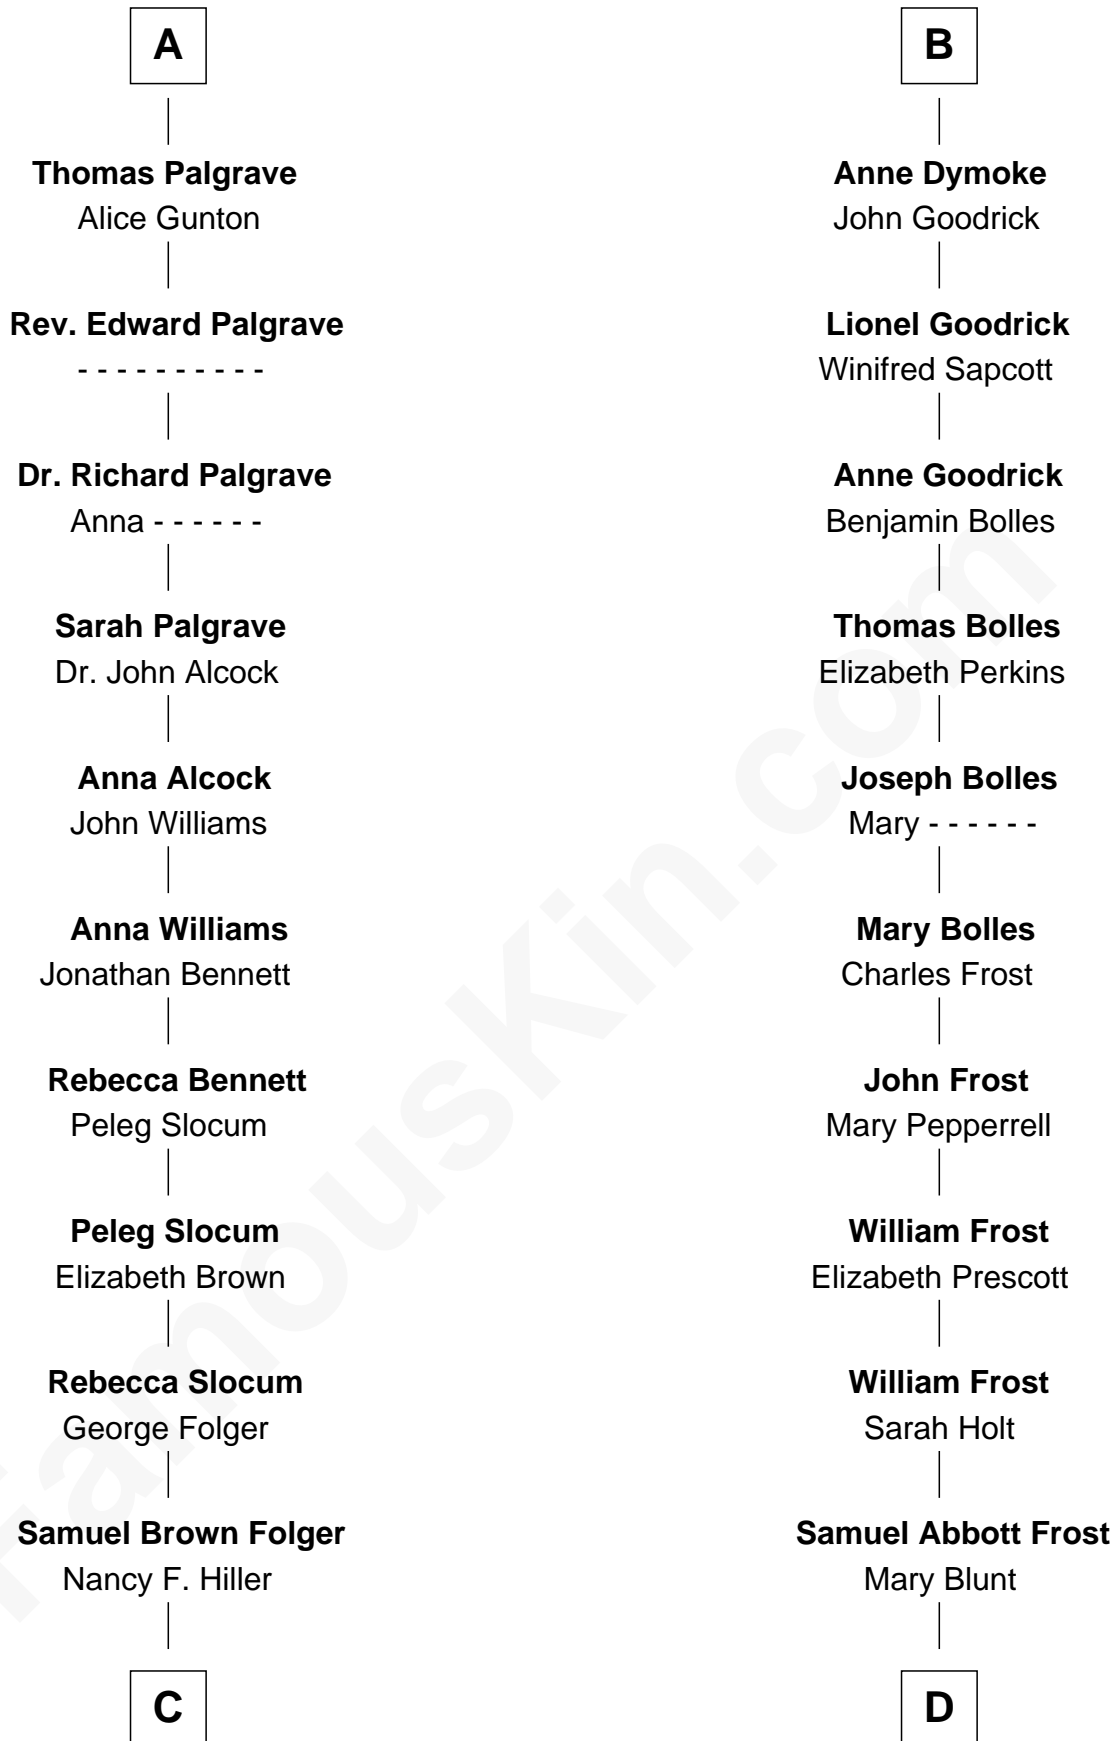 A
Thomas Palgrave
Alice Gunton
Rev. Edward Palgrave
- - - - - - - - - -
Dr. Richard Palgrave
Anna - - - - - -
Sarah Palgrave
Dr. John Alcock
Anna Alcock
John Williams
Anna Williams
Jonathan Bennett
Rebecca Bennett
Peleg Slocum
Peleg Slocum
Elizabeth Brown
Rebecca Slocum
George Folger
Samuel Brown Folger
Nancy F. Hiller
C
B
Anne Dymoke
John Goodrick
Lionel Goodrick
Winifred Sapcott
Anne Goodrick
Benjamin Bolles
Thomas Bolles
Elizabeth Perkins
Joseph Bolles
Mary - - - - - -
Mary Bolles
Charles Frost
John Frost
Mary Pepperrell
William Frost
Elizabeth Prescott
William Frost
Sarah Holt
Samuel Abbott Frost
Mary Blunt
D
FamousKin.com